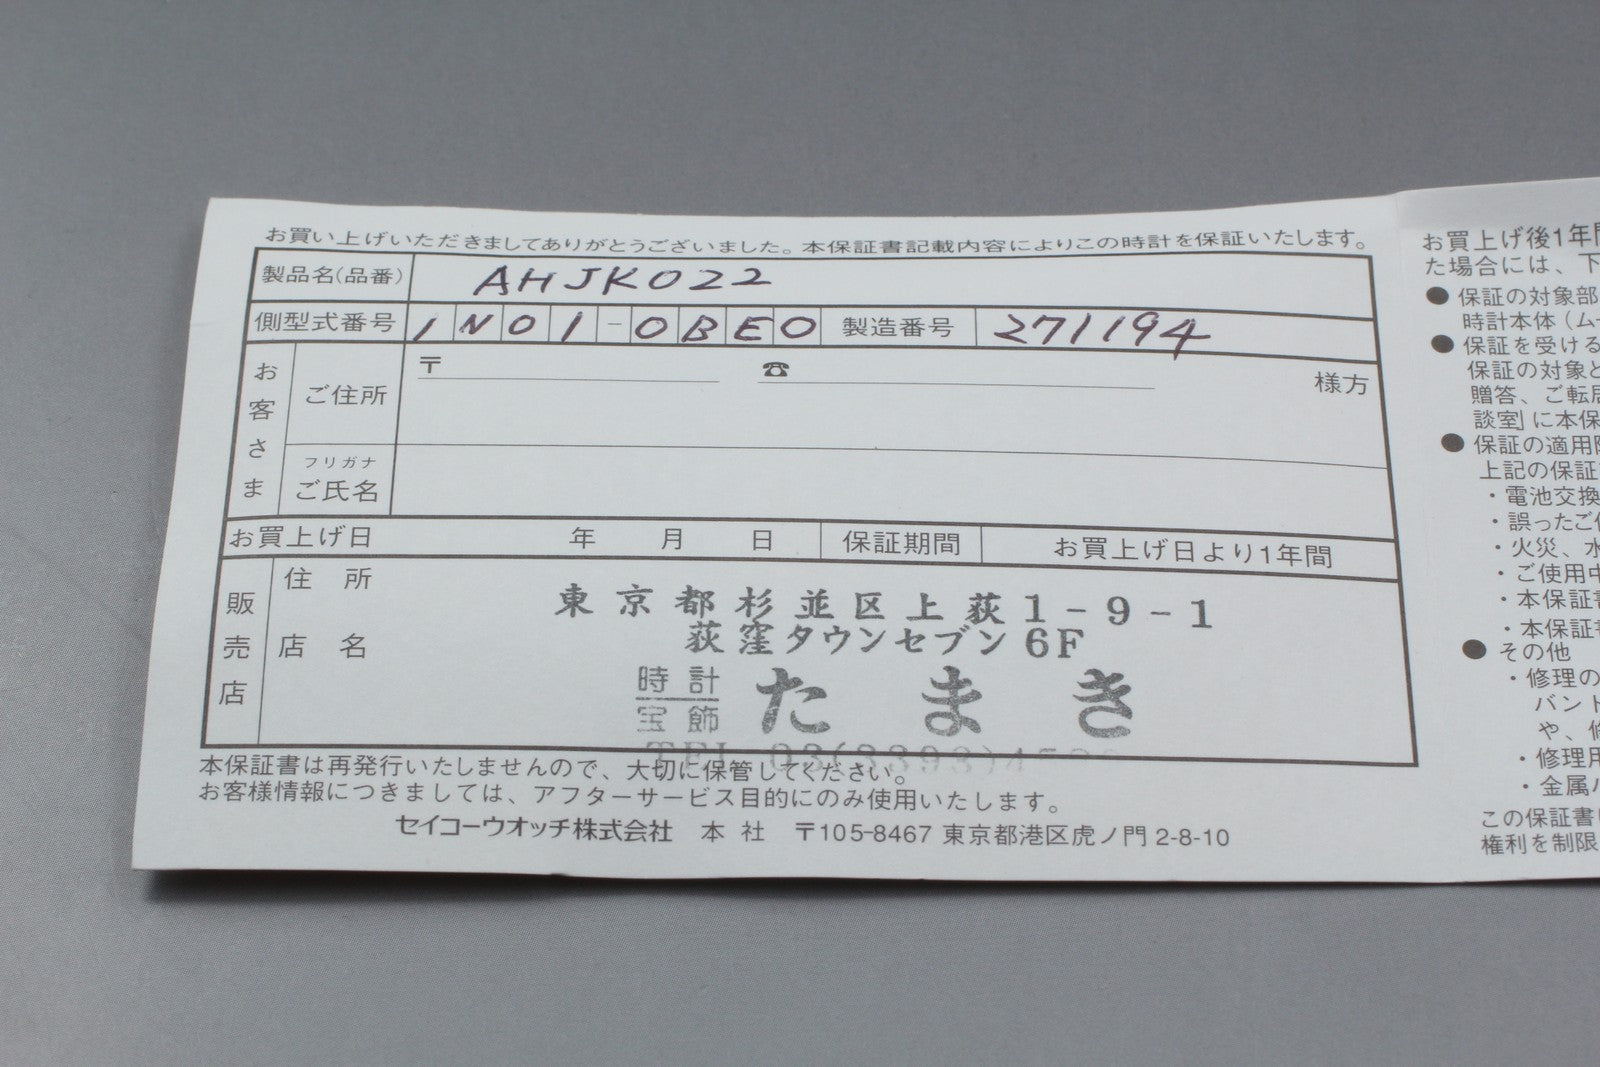 お買い上げいただきましてありがとうございました。本保証書記載内容によりこの時計を保証いたします。
製品名(品番) AHJK022
側型式番号 1N01-0BE0 製造番号 271194
お客さま
ご住所 〒 ☎ 様方
フリガナ
ご氏名
お買上げ日 年 月 日 保証期間 お買上げ日より1年間
販売店
住 所 東京都杉並区上荻1-9-1
荻窪タウンセブン6F
店 名 時計 宝飾 たまき
TEL 03(3393)
本保証書は再発行いたしませんので、大切に保管してください。
お客様情報につきましては、アフターサービス目的にのみ使用いたします。
セイコーウオッチ株式会社 本 社 〒105-8467 東京都港区虎ノ門 2-8-10
お買上げ後1年間
た場合には、下
● 保証の対象部
時計本体(ム
● 保証を受ける
保証の対象と
贈答、ご転居
談室」に本保
● 保証の適用
上記の保証
・電池交換
・誤ったご
・火災、水
・ご使用中
・本保証書
・本保証書
● その他
・修理の
バンド
や、修
・修理用
・金属バ
この保証書
権利を制限